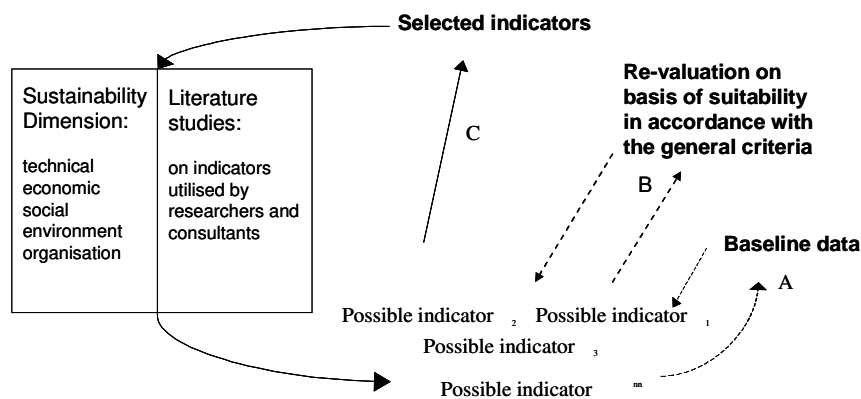 Selected indicators
Sustainability
Dimension:
technical
economic
social
environment
organisation
Literature
studies:
on indicators
utilised by
researchers and
consultants
C
Re-valuation on
basis of suitability
in accordance with
the general criteria
B
Baseline data
A
Possible indicator 2 Possible indicator 1
Possible indicator 3
Possible indicator nn